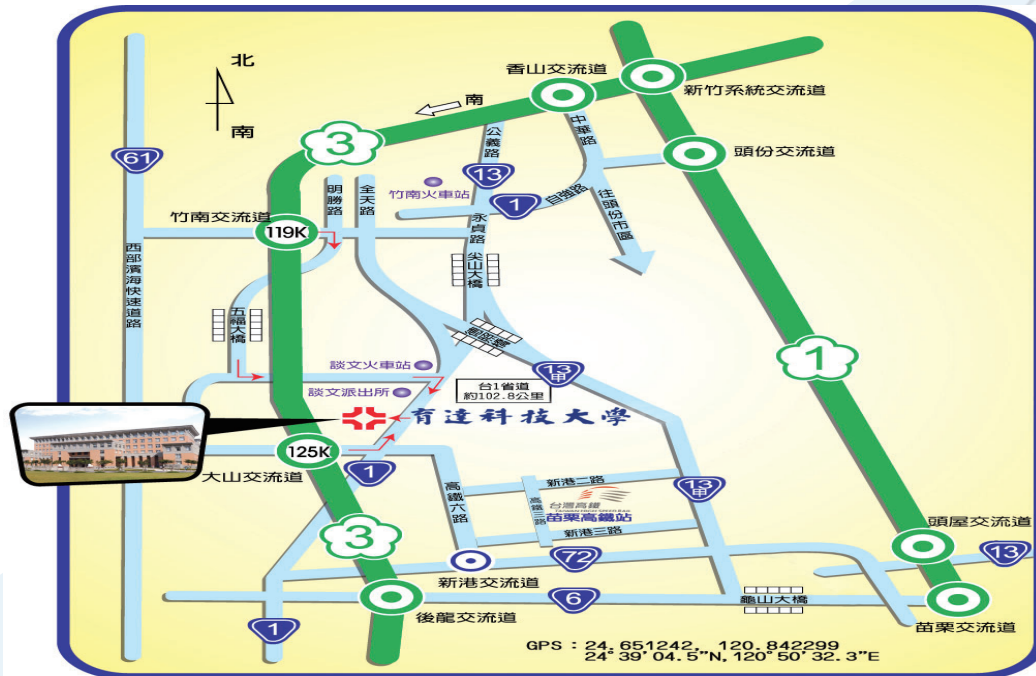 北
南
香山交流道
南
新竹系統交流道
3
公義路
中華路
頭份交流道
61
13
竹南火車站
明勝路
全天路
1
自強路
往頭份市區
竹南交流道
119K
永貞路
尖山大橋
西部濱海快速道路
五福大橋
1
談文火車站
13甲
台1省道
約102.8公里
談文派出所
育達科技大學
125K
大山交流道
1
高鐵六路
新港二路
13甲
高鐵三路
台灣高鐵
TAIWAN HIGH SPEED RAIL
苗栗高鐵站
新港三路
頭屋交流道
3
72
13
新港交流道
6
龜山大橋
後龍交流道
苗栗交流道
1
GPS : 24.651242, 120.842299
24°39'04.5"N, 120°50'32.3"E